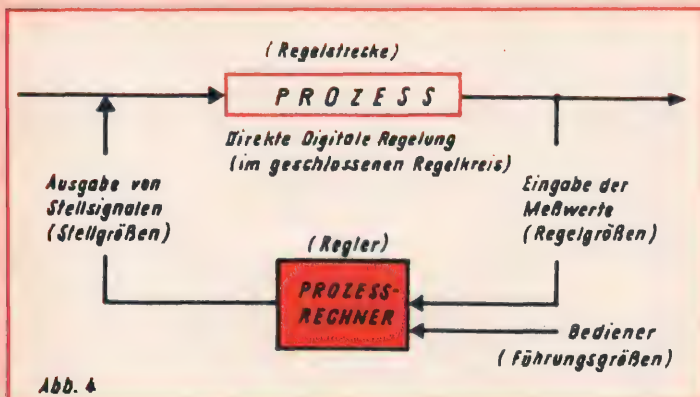 (Regelstrecke)
PROZESS
Direkte Digitale Regelung
(im geschlossenen Regelkreis)
Ausgabe von
Stellsignalen
(Stellgrößen)
Eingabe der
Meßwerte
(Regelgrößen)
(Regler)
PROZESS-
RECHNER
Bediener
(Führungsgrößen)
Abb. 4